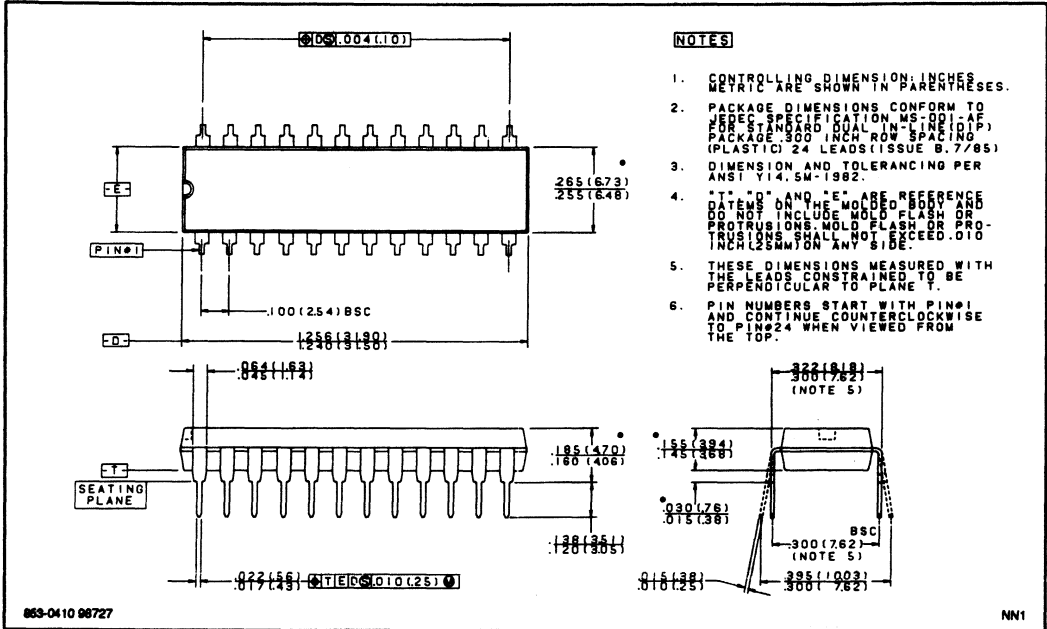 ⌖ D Ⓢ .004 (.10)
-E-
PIN#1
.265 (6.73)
.255 (6.48)
.100 (2.54) BSC
-D-
1.256 (31.90)
1.240 (31.50)
.064 (1.63)
.045 (1.14)
NOTES
1. CONTROLLING DIMENSION: INCHES
METRIC ARE SHOWN IN PARENTHESES.
2. PACKAGE DIMENSIONS CONFORM TO
JEDEC SPECIFICATION MS-001-AF
FOR STANDARD DUAL IN-LINE (DIP)
PACKAGE .300 INCH ROW SPACING
(PLASTIC) 24 LEADS (ISSUE B, 7/85)
3. DIMENSION AND TOLERANCING PER
ANSI Y14.5M-1982.
4. "T", "D", AND "E" ARE REFERENCE
DATEMS ON THE MOLDED BODY AND
DO NOT INCLUDE MOLD FLASH OR
PROTRUSIONS. MOLD FLASH OR PRO-
TRUSIONS SHALL NOT EXCEED .010
INCH (.25MM) ON ANY SIDE.
5. THESE DIMENSIONS MEASURED WITH
THE LEADS CONSTRAINED TO BE
PERPENDICULAR TO PLANE T.
6. PIN NUMBERS START WITH PIN#1
AND CONTINUE COUNTERCLOCKWISE
TO PIN#24 WHEN VIEWED FROM
THE TOP.
-T-
SEATING
PLANE
.185 (4.70)
.160 (4.06)
.138 (3.51)
.120 (3.05)
.022 (.56)
.017 (.43)
⌖ T E D Ⓢ .010 (.25) Ⓜ
.322 (8.18)
.300 (7.62)
(NOTE 5)
.155 (3.94)
.145 (3.68)
.030 (.76)
.015 (.38)
BSC
.300 (7.62)
(NOTE 5)
.015 (.38)
.010 (.25)
.395 (10.03)
.300 (7.62)
853-0410 98727
NN1